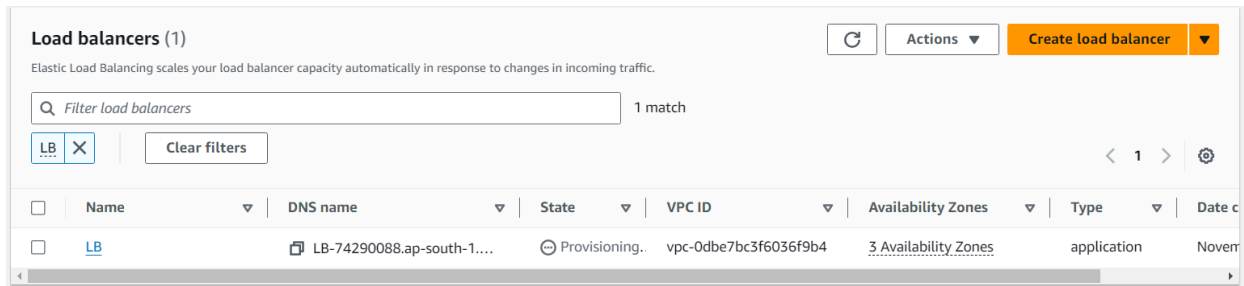 Load balancers (1)
Actions
Create load balancer
Elastic Load Balancing scales your load balancer capacity automatically in response to changes in incoming traffic.
Filter load balancers
1 match
LB
Clear filters
1
Name DNS name State VPC ID Availability Zones Type Date c
LB LB-74290088.ap-south-1.... Provisioning.. vpc-0dbe7bc3f6036f9b4 3 Availability Zones application Novem